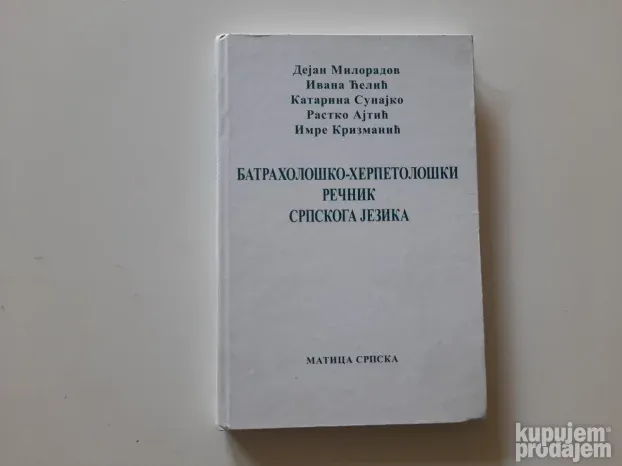 Дејан Милорадов
Ивана Ћелић
Катарина Сунајко
Растко Ајтић
Имре Кризманић
БАТРАХОЛОШКО-ХЕРПЕТОЛОШКИ
РЕЧНИК
СРПСКОГА ЈЕЗИКА
МАТИЦА СРПСКА
kupujem
prodajem